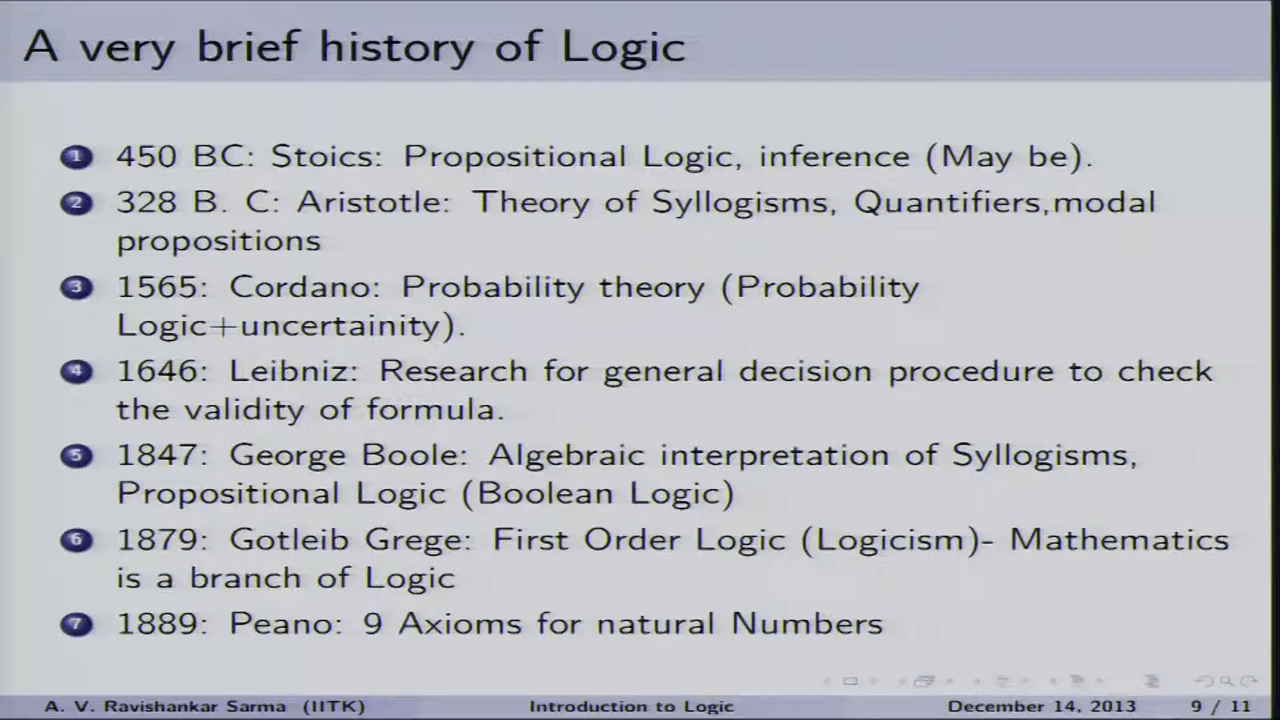 A very brief history of Logic
1 450 BC: Stoics: Propositional Logic, inference (May be).
2 328 B. C: Aristotle: Theory of Syllogisms, Quantifiers,modal
propositions
3 1565: Cordano: Probability theory (Probability
Logic+uncertainity).
4 1646: Leibniz: Research for general decision procedure to check
the validity of formula.
5 1847: George Boole: Algebraic interpretation of Syllogisms,
Propositional Logic (Boolean Logic)
6 1879: Gotleib Grege: First Order Logic (Logicism)- Mathematics
is a branch of Logic
7 1889: Peano: 9 Axioms for natural Numbers
A. V. Ravishankar Sarma (IITK) Introduction to Logic December 14, 2013 9 / 11